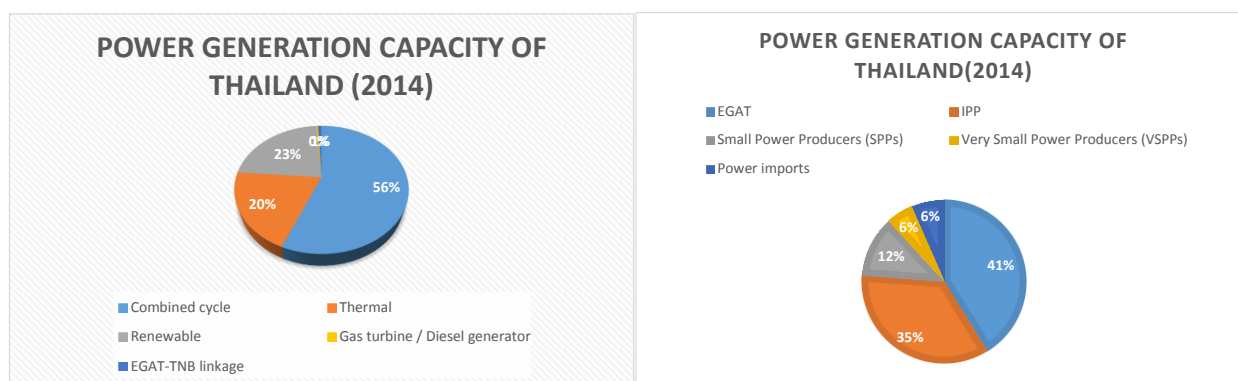 POWER GENERATION CAPACITY OF
THAILAND (2014)
23%
56%
20%
1%
Combined cycle
Thermal
Renewable
Gas turbine / Diesel generator
EGAT-TNB linkage
POWER GENERATION CAPACITY OF
THAILAND(2014)
EGAT
IPP
Small Power Producers (SPPs)
Very Small Power Producers (VSPPs)
Power imports
6%
6%
12%
41%
35%